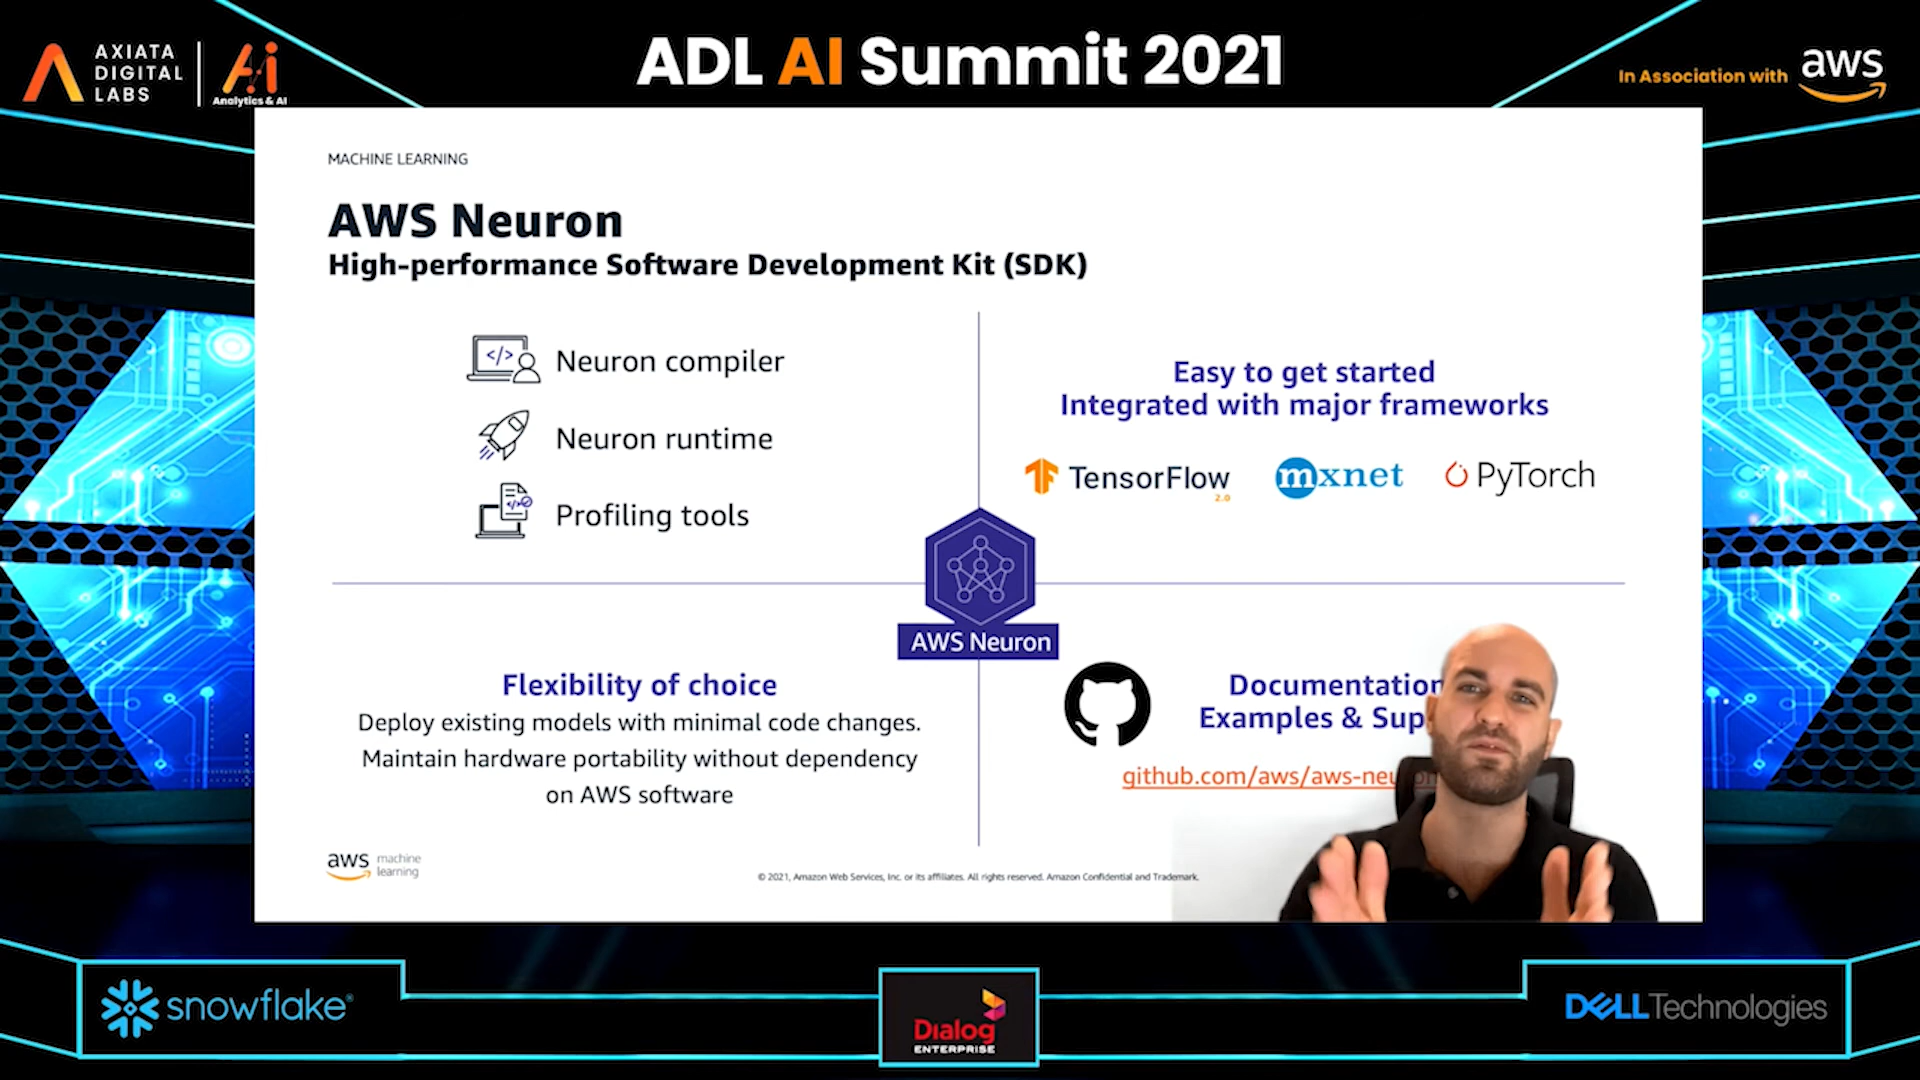 AXIATA
DIGITAL
LABS
Ai
Analytics & AI
ADL AI Summit 2021
In Association with aws
MACHINE LEARNING
AWS Neuron
High-performance Software Development Kit (SDK)
</>
Neuron compiler
Neuron runtime
</>
Profiling tools
Easy to get started
Integrated with major frameworks
TensorFlow
2.0
mxnet
PyTorch
AWS Neuron
Flexibility of choice
Deploy existing models with minimal code changes.
Maintain hardware portability without dependency
on AWS software
Documentation
Examples & Sup
github.com/aws/aws-neuron
aws machine
learning
© 2021, Amazon Web Services, Inc. or its affiliates. All rights reserved. Amazon Confidential and Trademark.
snowflake®
Dialog
ENTERPRISE
DELL Technologies